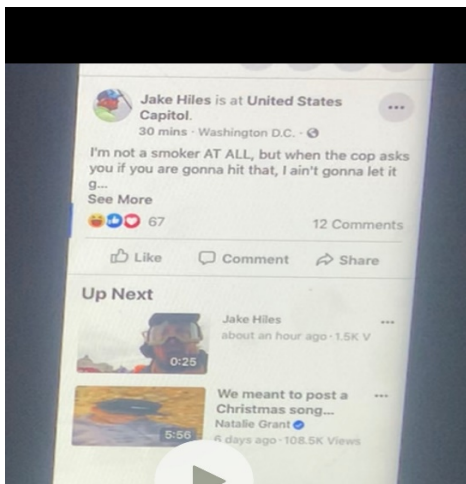 Jake Hiles is at United States
Capitol.
30 mins · Washington D.C. ·
I'm not a smoker AT ALL, but when the cop asks
you if you are gonna hit that, I ain't gonna let it
g...
See More
67 12 Comments
Like Comment Share
Up Next
Jake Hiles
about an hour ago · 1.5K V
0:25
We meant to post a
Christmas song...
Natalie Grant
6 days ago · 108.5K Views
5:56